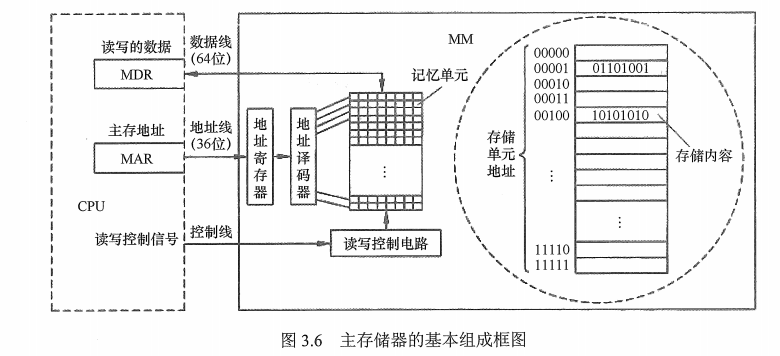 读写的数据
MDR
数据线
(64位)
主存地址
MAR
地址线
(36位)
CPU
读写控制信号
控制线
MM
地址寄存器
地址译码器
记忆单元
⋮
读写控制电路
存储
单元
地址
⋮
00000
00001
01101001
00010
00011
00100
10101010
存储内容
⋮
11110
11111
图 3.6 主存储器的基本组成框图